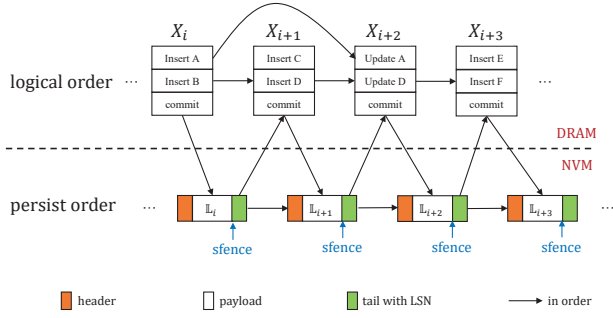 X_i X_{i+1} X_{i+2} X_{i+3}
Insert A Insert C Update A Insert E
logical order ··· Insert B Insert D Update D Insert F ···
commit commit commit commit
DRAM
NVM
persist order ··· 𝕃_i 𝕃_{i+1} 𝕃_{i+2} 𝕃_{i+3} ···
sfence sfence sfence sfence
header payload tail with LSN in order